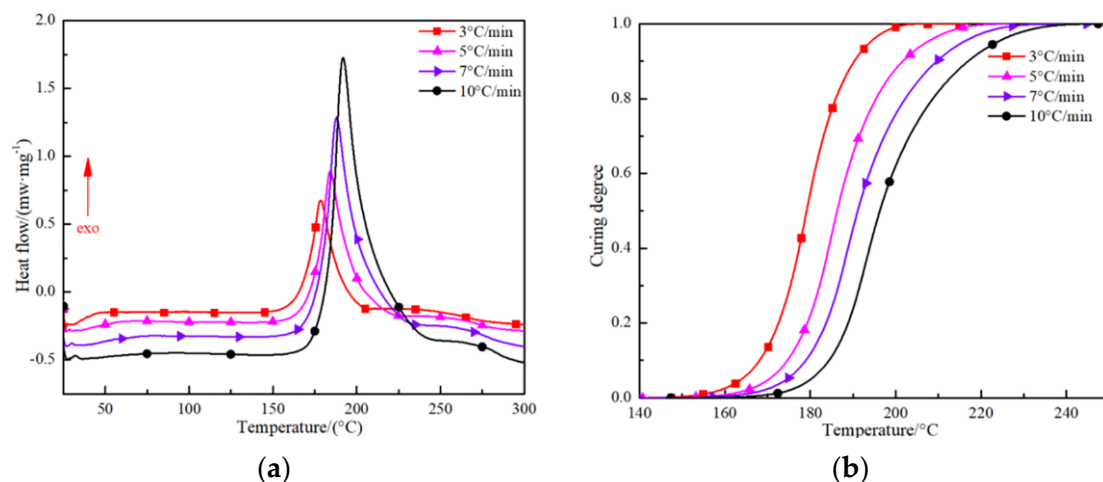 2.0
1.5
1.0
0.5
0.0
-0.5
Heat flow/(mw·mg⁻¹)
exo
3°C/min
5°C/min
7°C/min
10°C/min
50
100
150
200
250
300
Temperature/(°C)
(a)
1.0
0.8
0.6
0.4
0.2
0.0
Curing degree
3°C/min
5°C/min
7°C/min
10°C/min
140
160
180
200
220
240
Temperature/°C
(b)